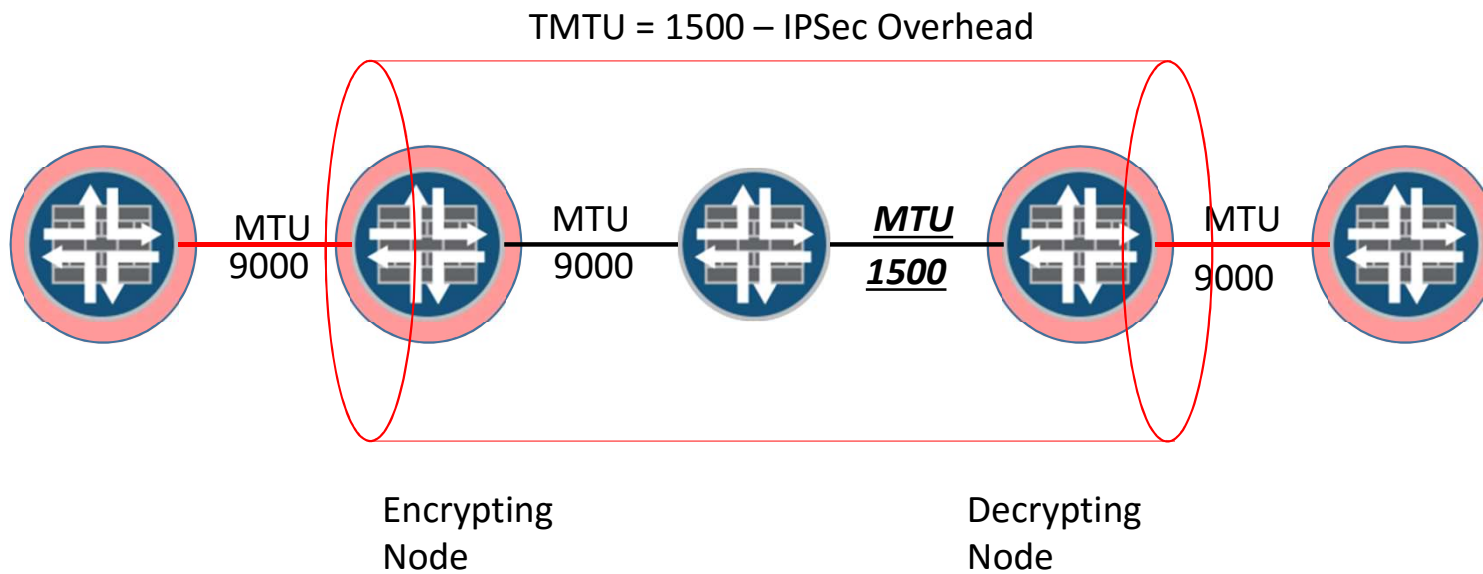 TMTU = 1500 – IPSec Overhead
MTU
9000
MTU
9000
MTU
1500
MTU
9000
Encrypting
Node
Decrypting
Node